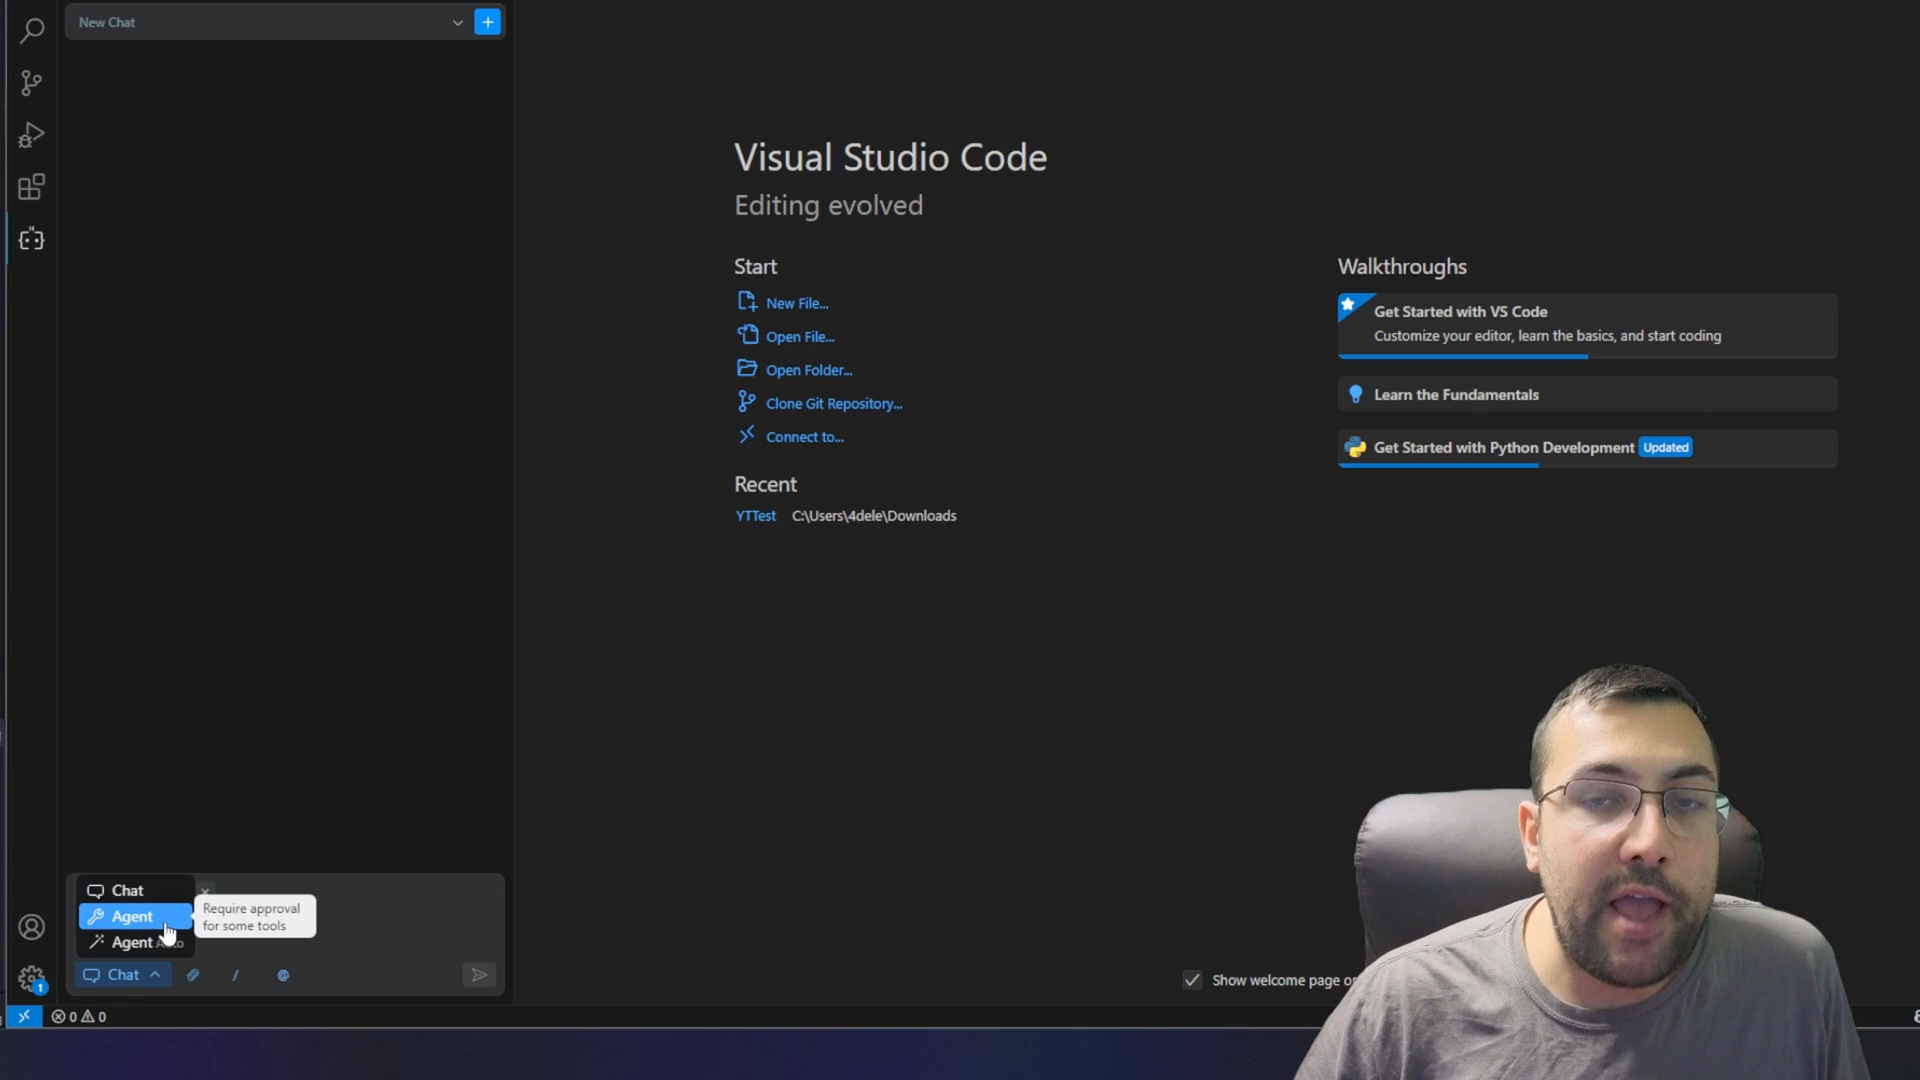 New Chat
Visual Studio Code
Editing evolved
Start
New File...
Open File...
Open Folder...
Clone Git Repository...
Connect to...
Recent
YTTest C:\Users\4dele\Downloads
Walkthroughs
Get Started with VS Code
Customize your editor, learn the basics, and start coding
Learn the Fundamentals
Get Started with Python Development Updated
Chat
Agent
Require approval
for some tools
Agent
Chat / @
1
0 0
Show welcome page